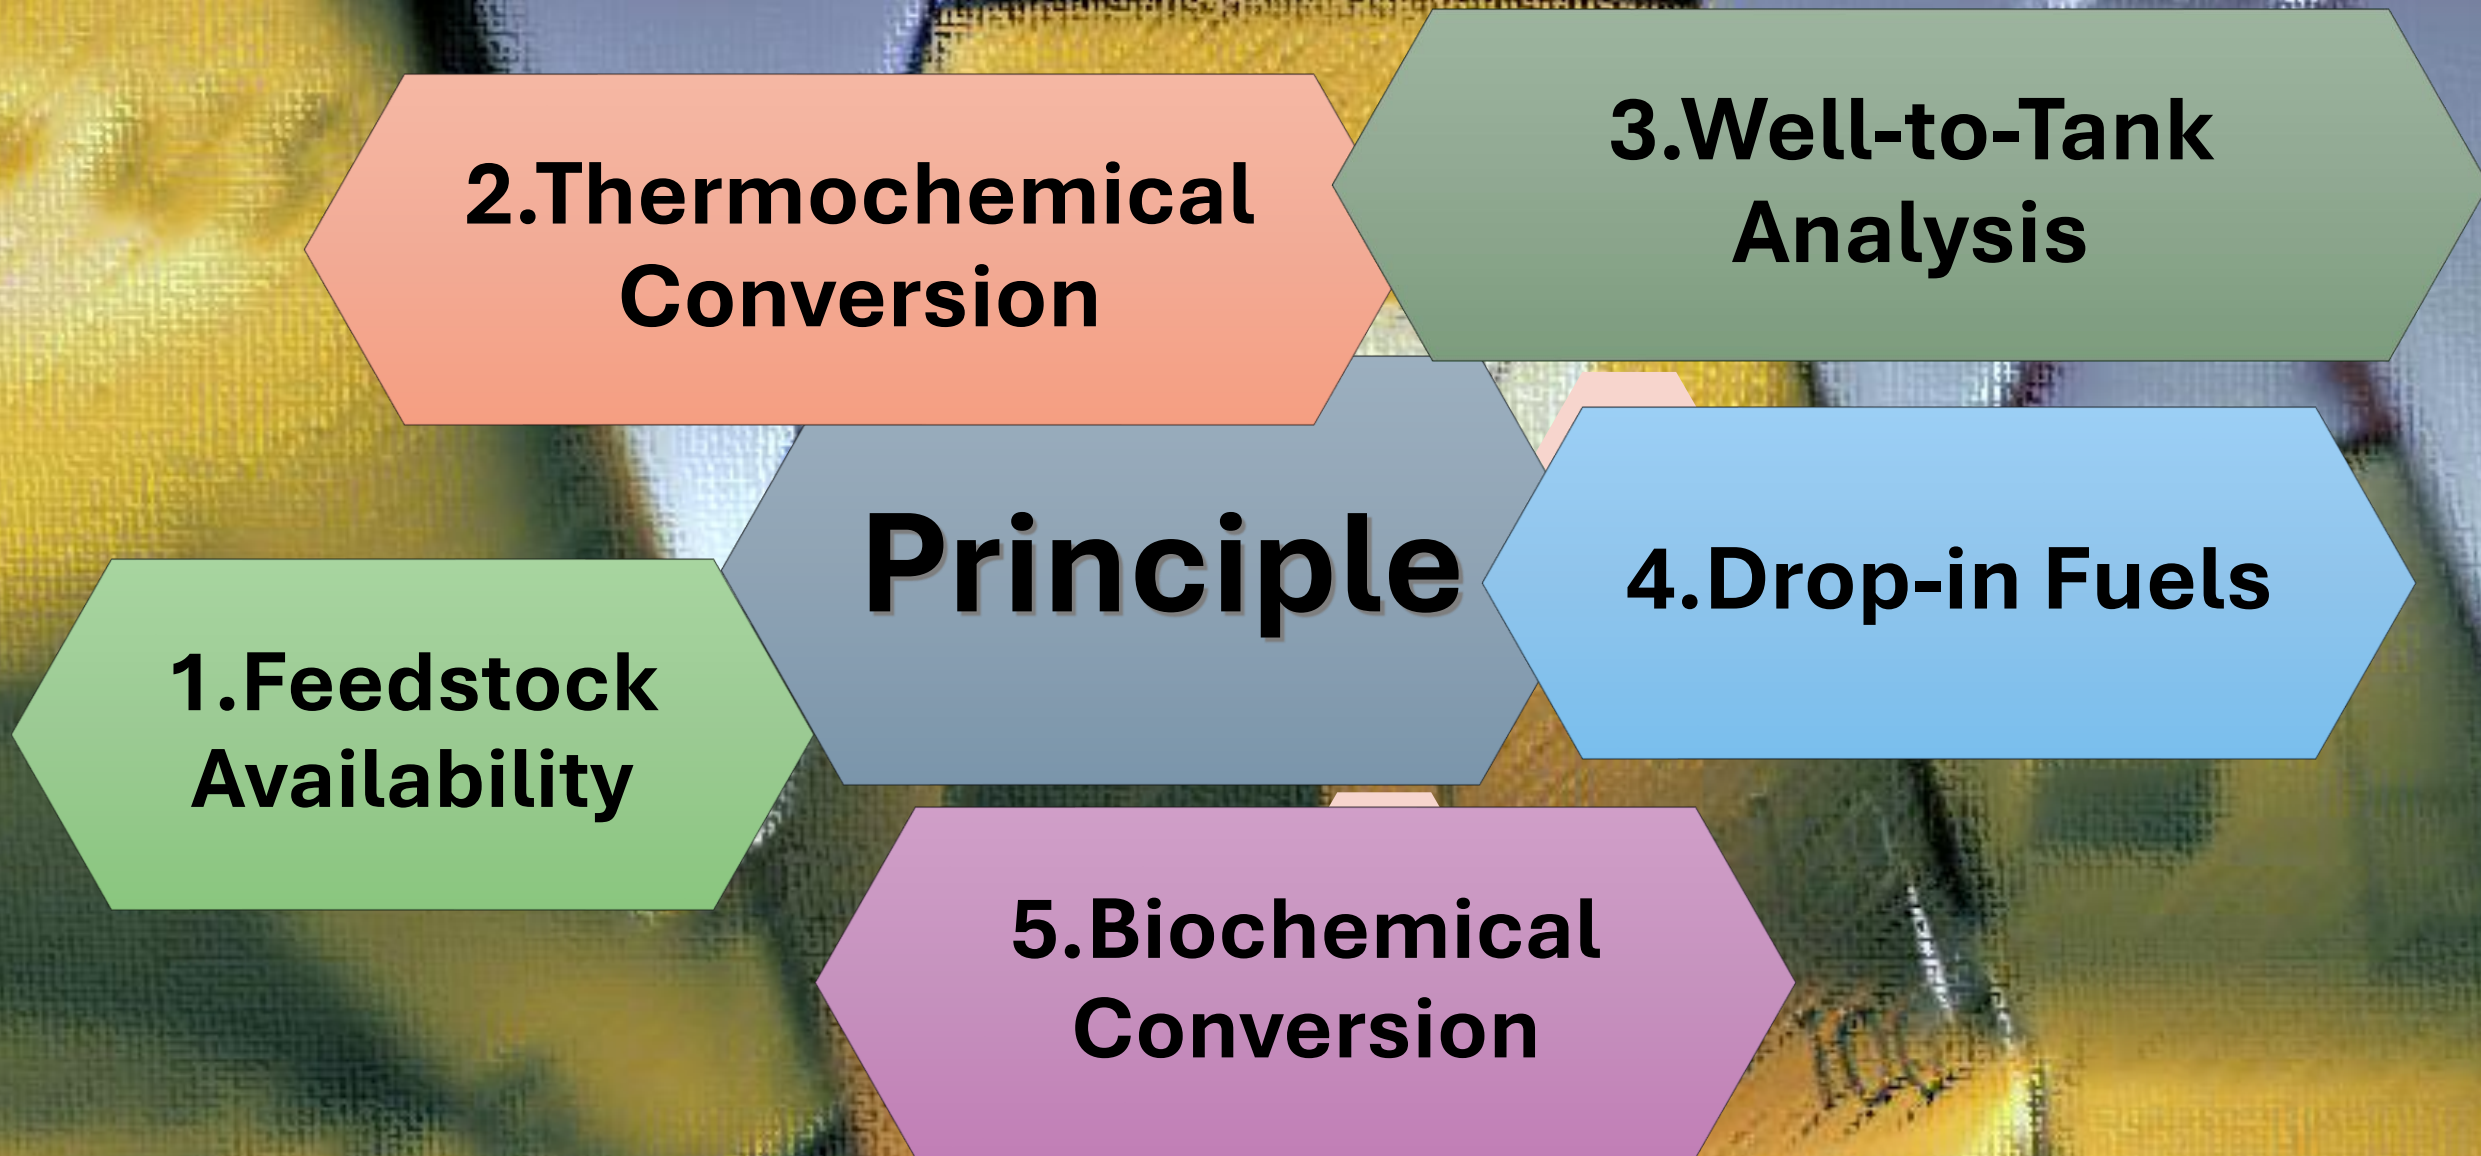 3.Well-to-Tank
Analysis
2.Thermochemical
Conversion
Principle
4.Drop-in Fuels
1.Feedstock
Availability
5.Biochemical
Conversion